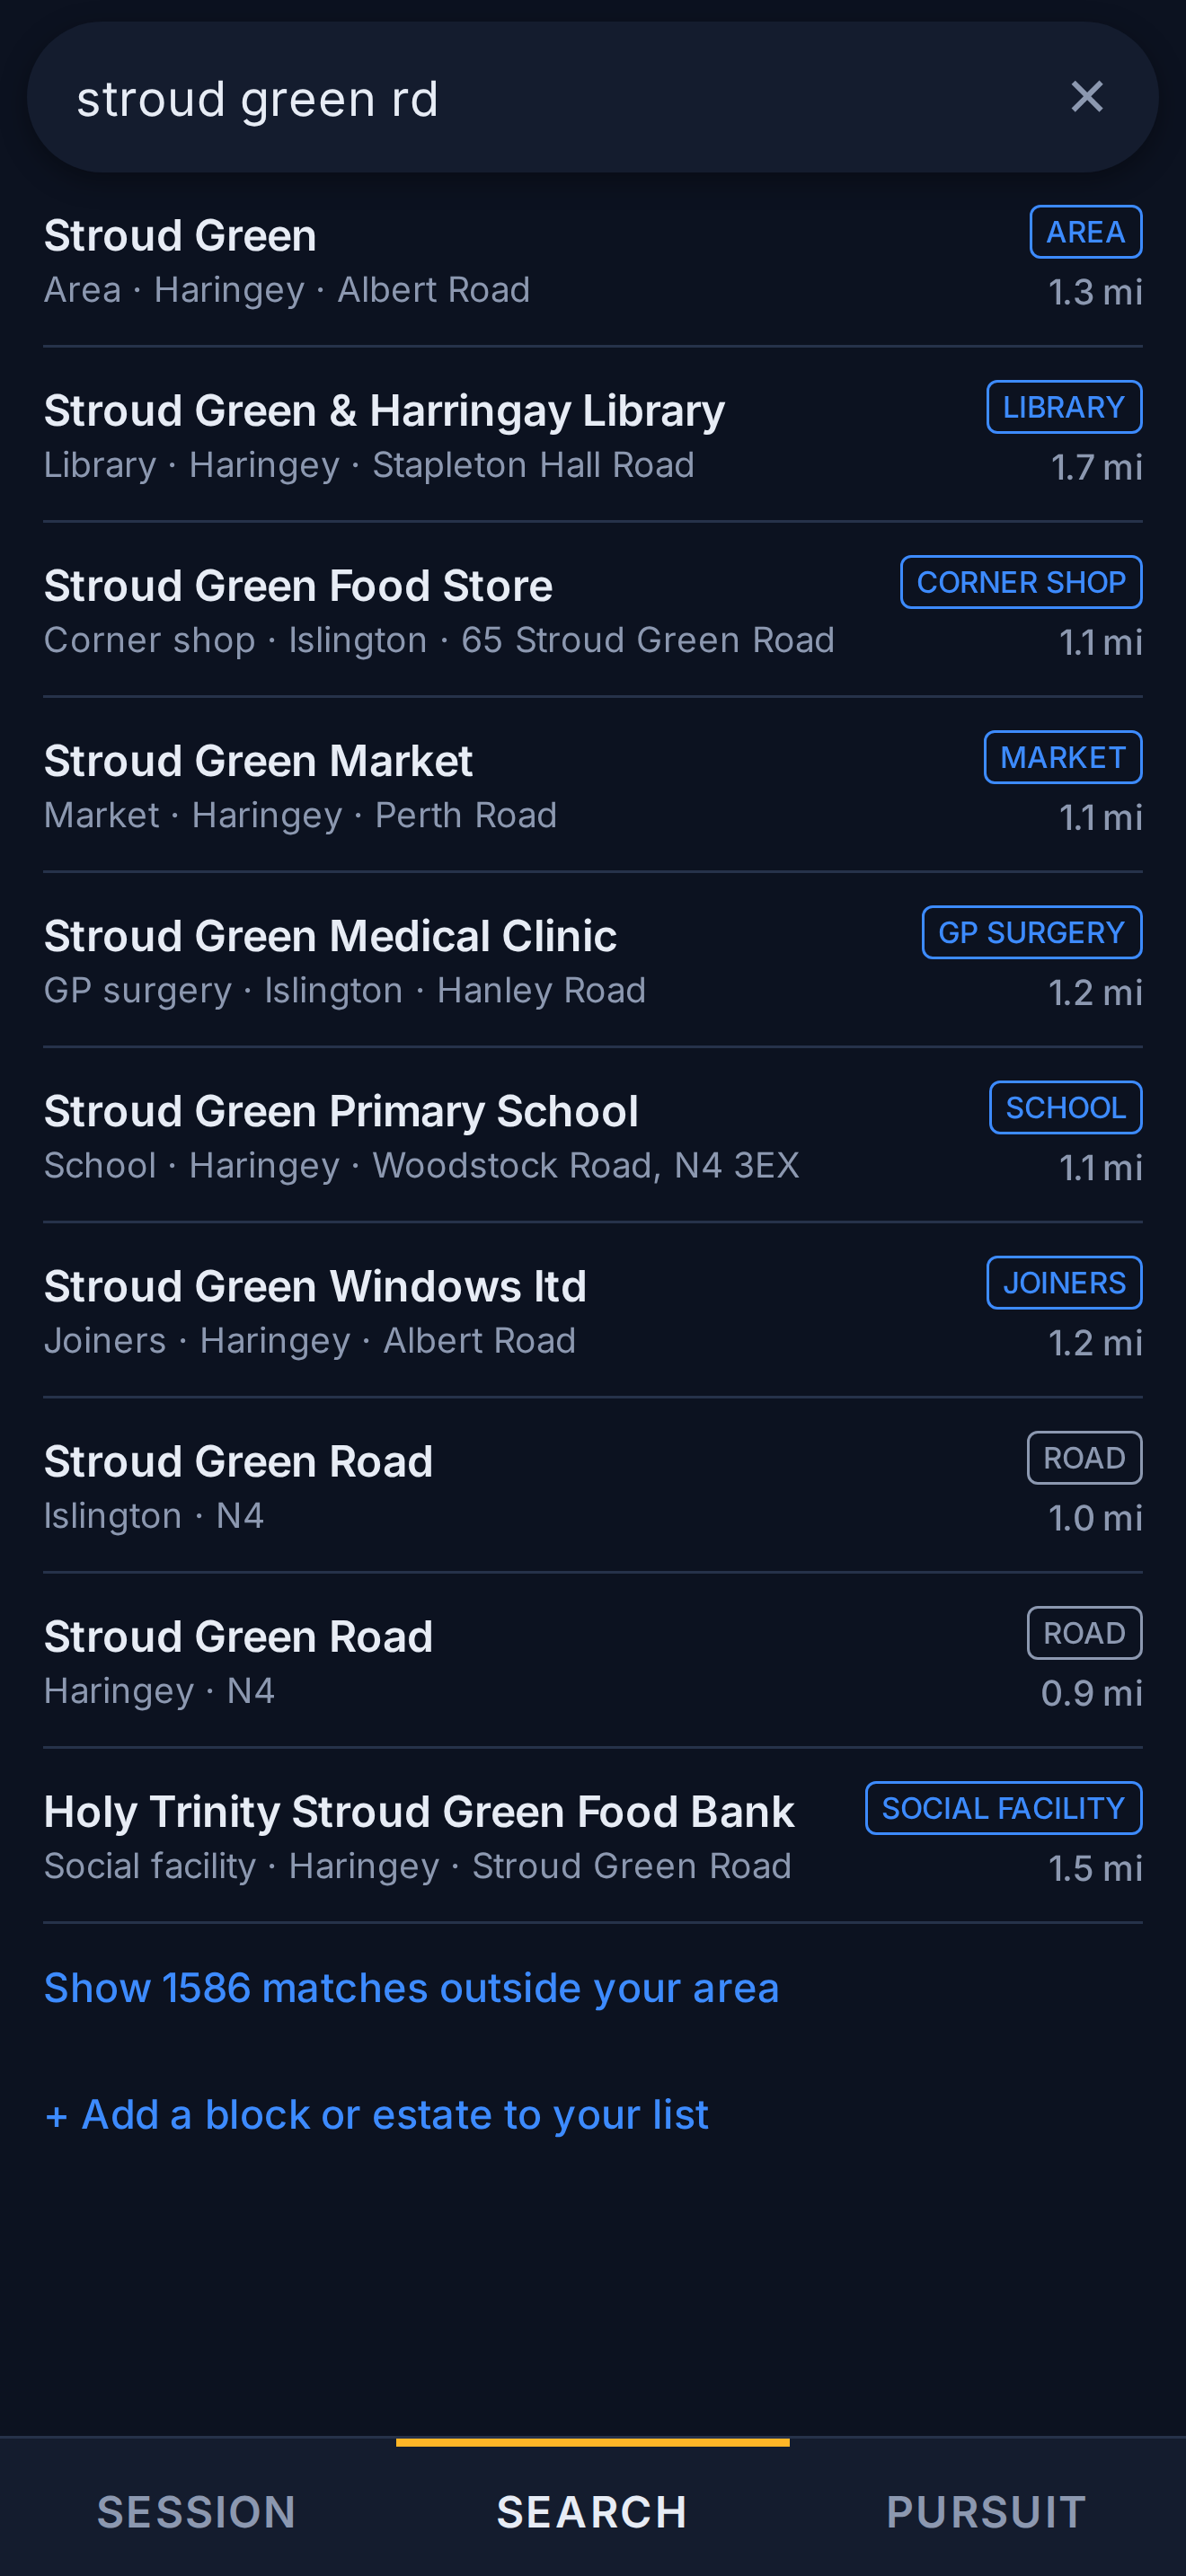 stroud green rd ✕
Stroud Green AREA
Area · Haringey · Albert Road 1.3 mi
Stroud Green & Harringay Library LIBRARY
Library · Haringey · Stapleton Hall Road 1.7 mi
Stroud Green Food Store CORNER SHOP
Corner shop · Islington · 65 Stroud Green Road 1.1 mi
Stroud Green Market MARKET
Market · Haringey · Perth Road 1.1 mi
Stroud Green Medical Clinic GP SURGERY
GP surgery · Islington · Hanley Road 1.2 mi
Stroud Green Primary School SCHOOL
School · Haringey · Woodstock Road, N4 3EX 1.1 mi
Stroud Green Windows ltd JOINERS
Joiners · Haringey · Albert Road 1.2 mi
Stroud Green Road ROAD
Islington · N4 1.0 mi
Stroud Green Road ROAD
Haringey · N4 0.9 mi
Holy Trinity Stroud Green Food Bank SOCIAL FACILITY
Social facility · Haringey · Stroud Green Road 1.5 mi
Show 1586 matches outside your area
+ Add a block or estate to your list
SESSION SEARCH PURSUIT